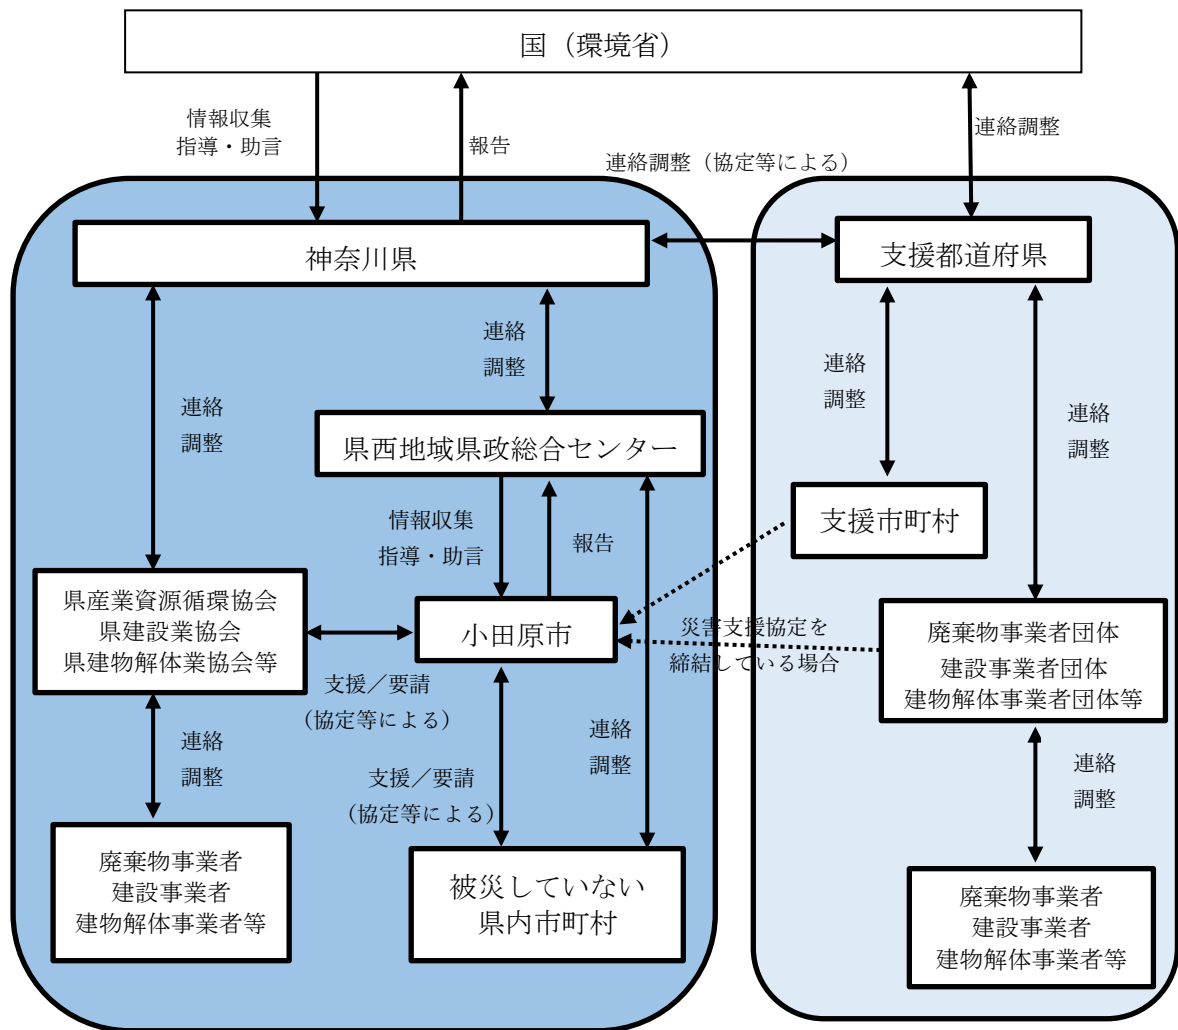 国（環境省）
情報収集
指導・助言
報告
連絡調整
連絡調整（協定等による）
神奈川県
支援都道府県
連絡
調整
連絡
調整
連絡
調整
連絡
調整
県西地域県政総合センター
支援市町村
情報収集
指導・助言
報告
県産業資源循環協会
県建設業協会
県建物解体業協会等
小田原市
災害支援協定を
締結している場合
廃棄物事業者団体
建設事業者団体
建物解体事業者団体等
支援／要請
（協定等による）
連絡
調整
連絡
調整
支援／要請
（協定等による）
連絡
調整
廃棄物事業者
建設事業者
建物解体事業者等
被災していない
県内市町村
廃棄物事業者
建設事業者
建物解体事業者等